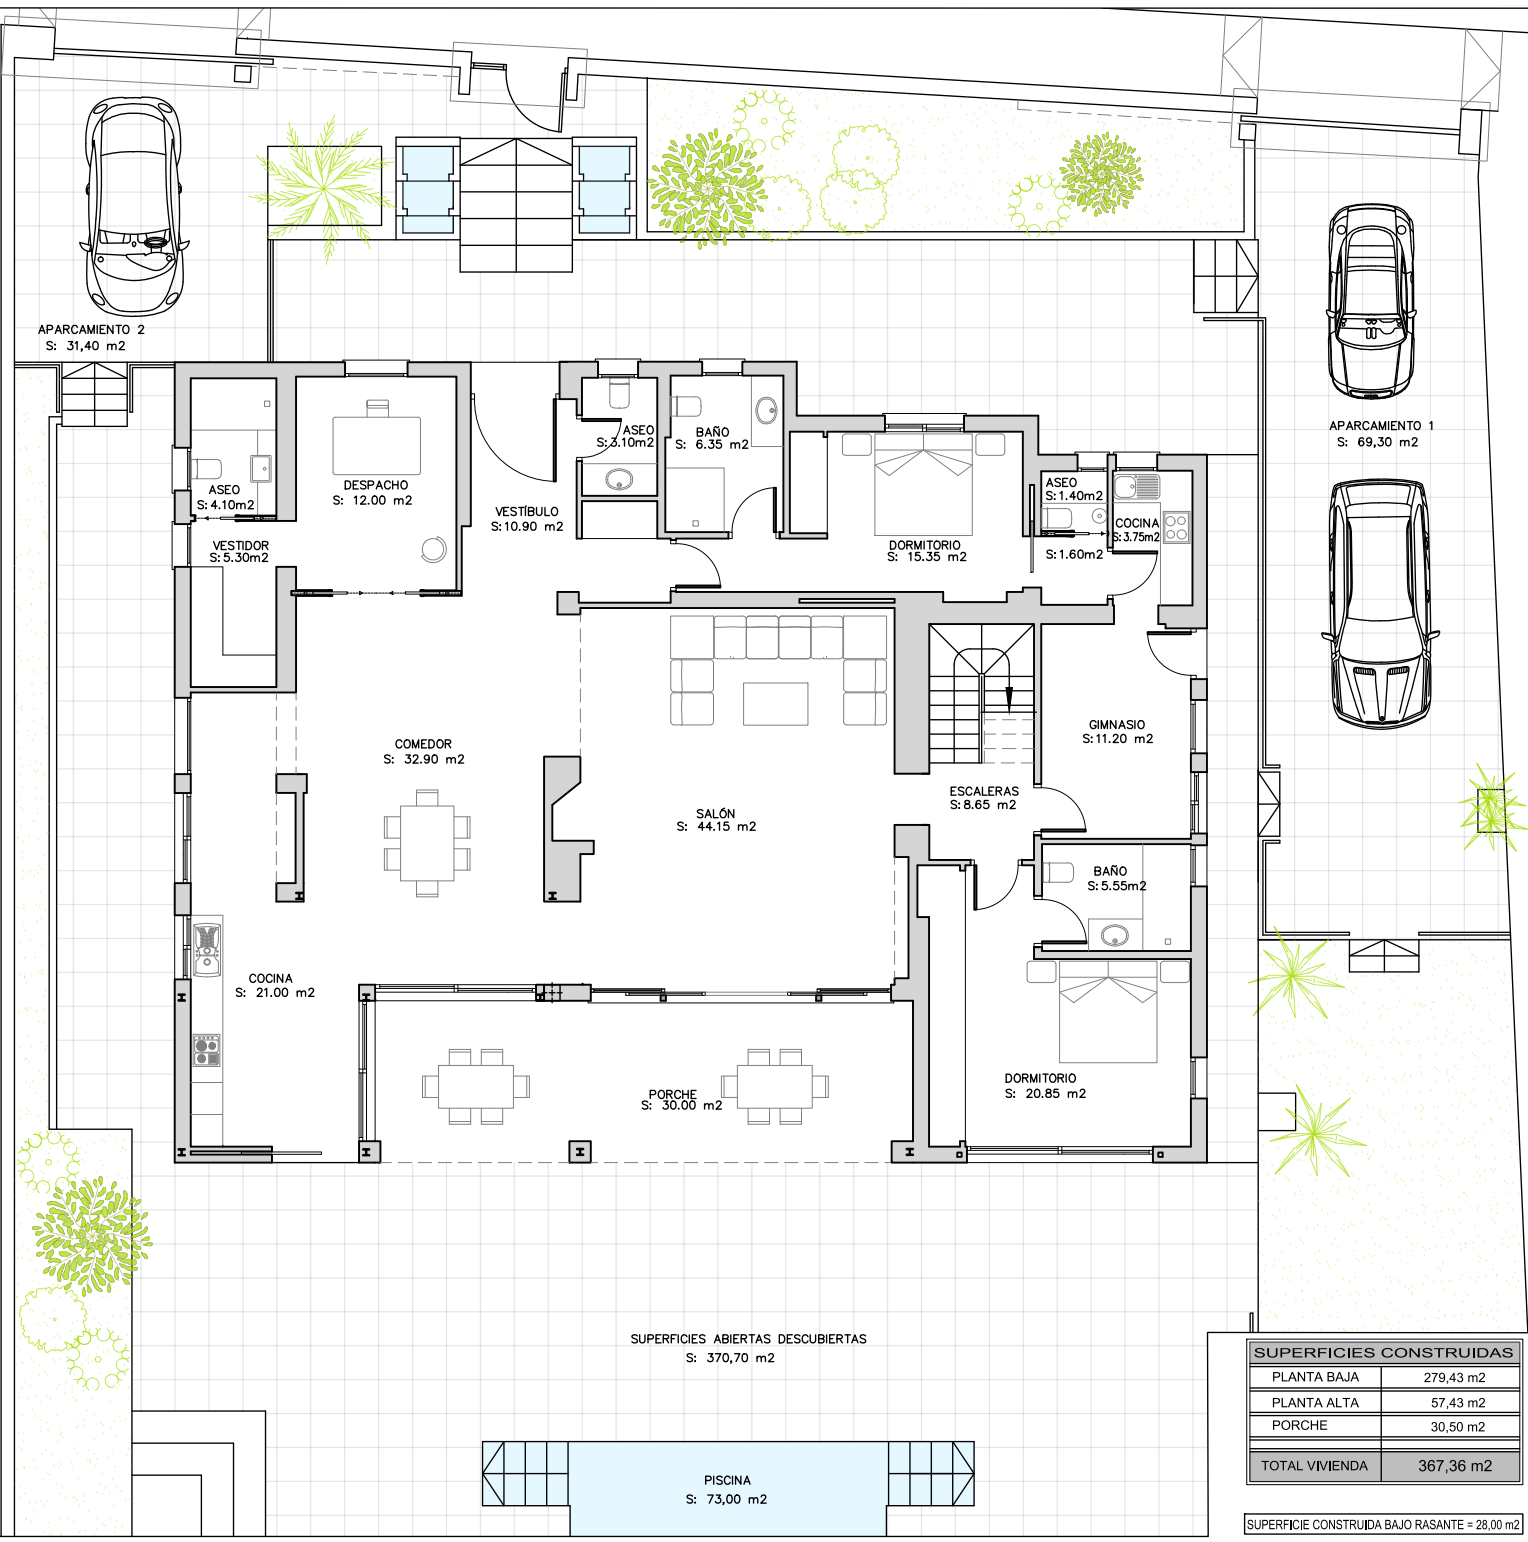 APARCAMIENTO 2
S: 31,40 m2
APARCAMIENTO 1
S: 69,30 m2
ASEO
S: 4.10m2
DESPACHO
S: 12.00 m2
VESTÍBULO
S: 10.90 m2
ASEO
S: 3.10m2
BAÑO
S: 6.35 m2
DORMITORIO
S: 15.35 m2
ASEO
S: 1.40m2
S: 1.60m2
COCINA
S: 3.75m2
VESTIDOR
S: 5.30m2
COMEDOR
S: 32.90 m2
SALÓN
S: 44.15 m2
ESCALERAS
S: 8.65 m2
GIMNASIO
S: 11.20 m2
BAÑO
S: 5.55m2
COCINA
S: 21.00 m2
PORCHE
S: 30.00 m2
DORMITORIO
S: 20.85 m2
SUPERFICIES ABIERTAS DESCUBIERTAS
S: 370,70 m2
PISCINA
S: 73,00 m2
SUPERFICIES CONSTRUIDAS
PLANTA BAJA 279,43 m2
PLANTA ALTA 57,43 m2
PORCHE 30,50 m2
TOTAL VIVIENDA 367,36 m2
SUPERFICIE CONSTRUIDA BAJO RASANTE = 28,00 m2